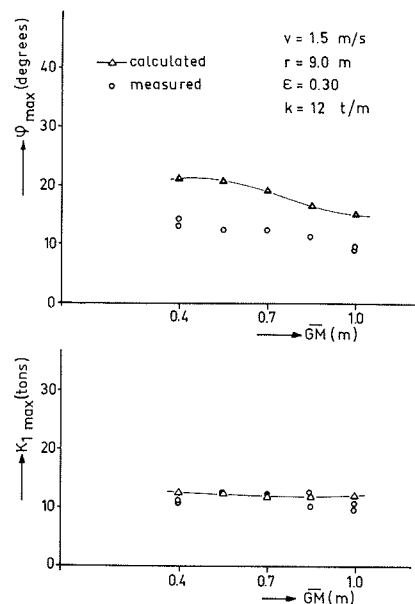 v = 1.5 m/s
r = 9.0 m
ε = 0.30
k = 12 t/m
calculated
measured
φmax (degrees)
40
30
20
10
0
0.4 0.7 1.0
GM (m)
K1 max (tons)
30
20
10
0
0.4 0.7 1.0
GM (m)